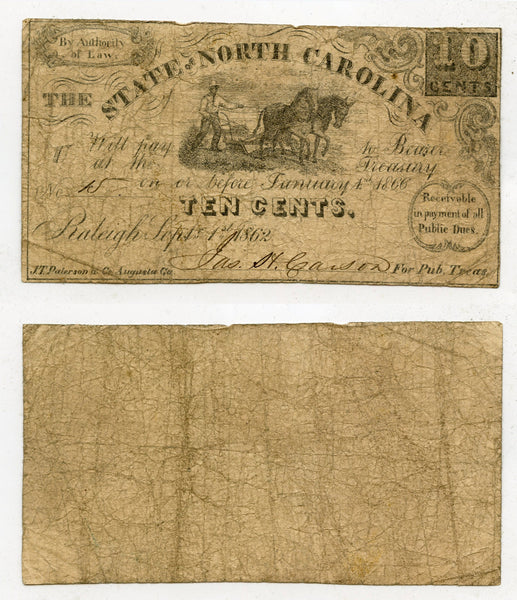 By Authority
of Law.
10
CENTS
THE STATE OF NORTH CAROLINA
Will pay to Bearer
at the Treasury
No. 15 on or before January 1st 1866
TEN CENTS.
Receivable
in payment of all
Public Dues.
Raleigh Sept. 1st 1862
Jas. H. Carson For Pub. Treas.
J.T. Paterson & Co. Augusta Ga.